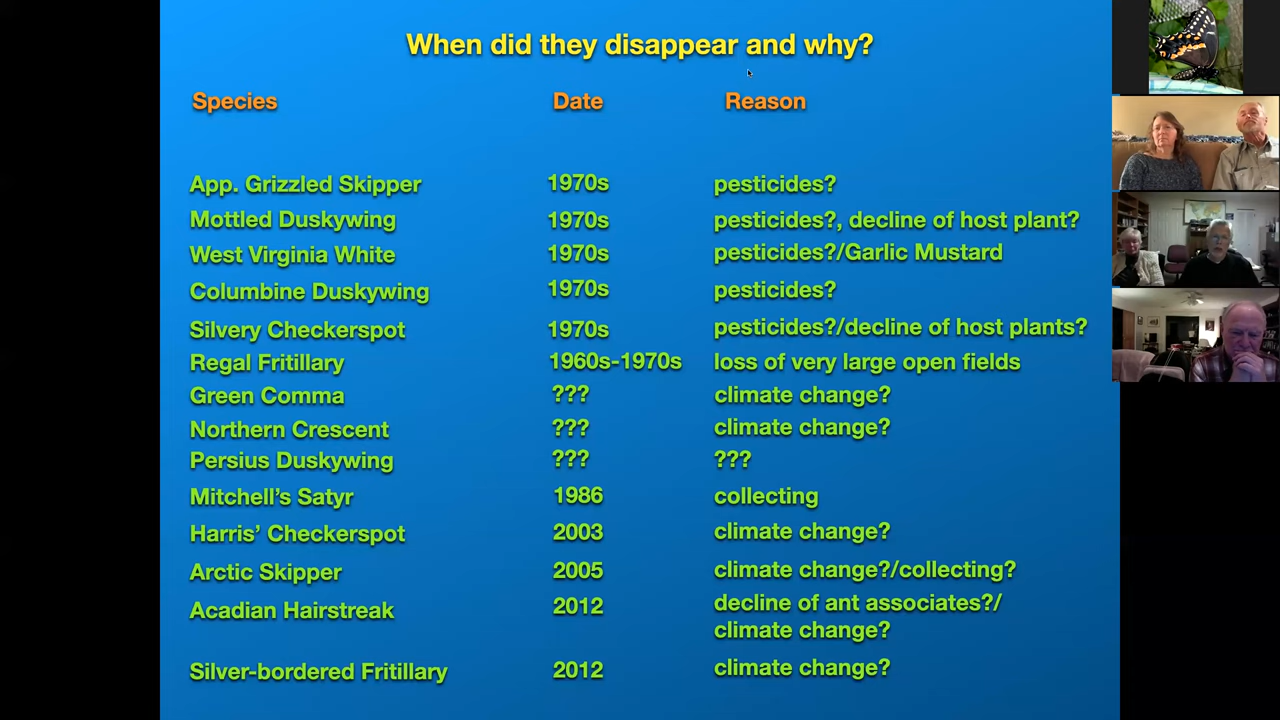 When did they disappear and why?
Species Date Reason
App. Grizzled Skipper 1970s pesticides?
Mottled Duskywing 1970s pesticides?, decline of host plant?
West Virginia White 1970s pesticides?/Garlic Mustard
Columbine Duskywing 1970s pesticides?
Silvery Checkerspot 1970s pesticides?/decline of host plants?
Regal Fritillary 1960s-1970s loss of very large open fields
Green Comma ??? climate change?
Northern Crescent ??? climate change?
Persius Duskywing ??? ???
Mitchell’s Satyr 1986 collecting
Harris’ Checkerspot 2003 climate change?
Arctic Skipper 2005 climate change?/collecting?
Acadian Hairstreak 2012 decline of ant associates?/
climate change?
Silver-bordered Fritillary 2012 climate change?